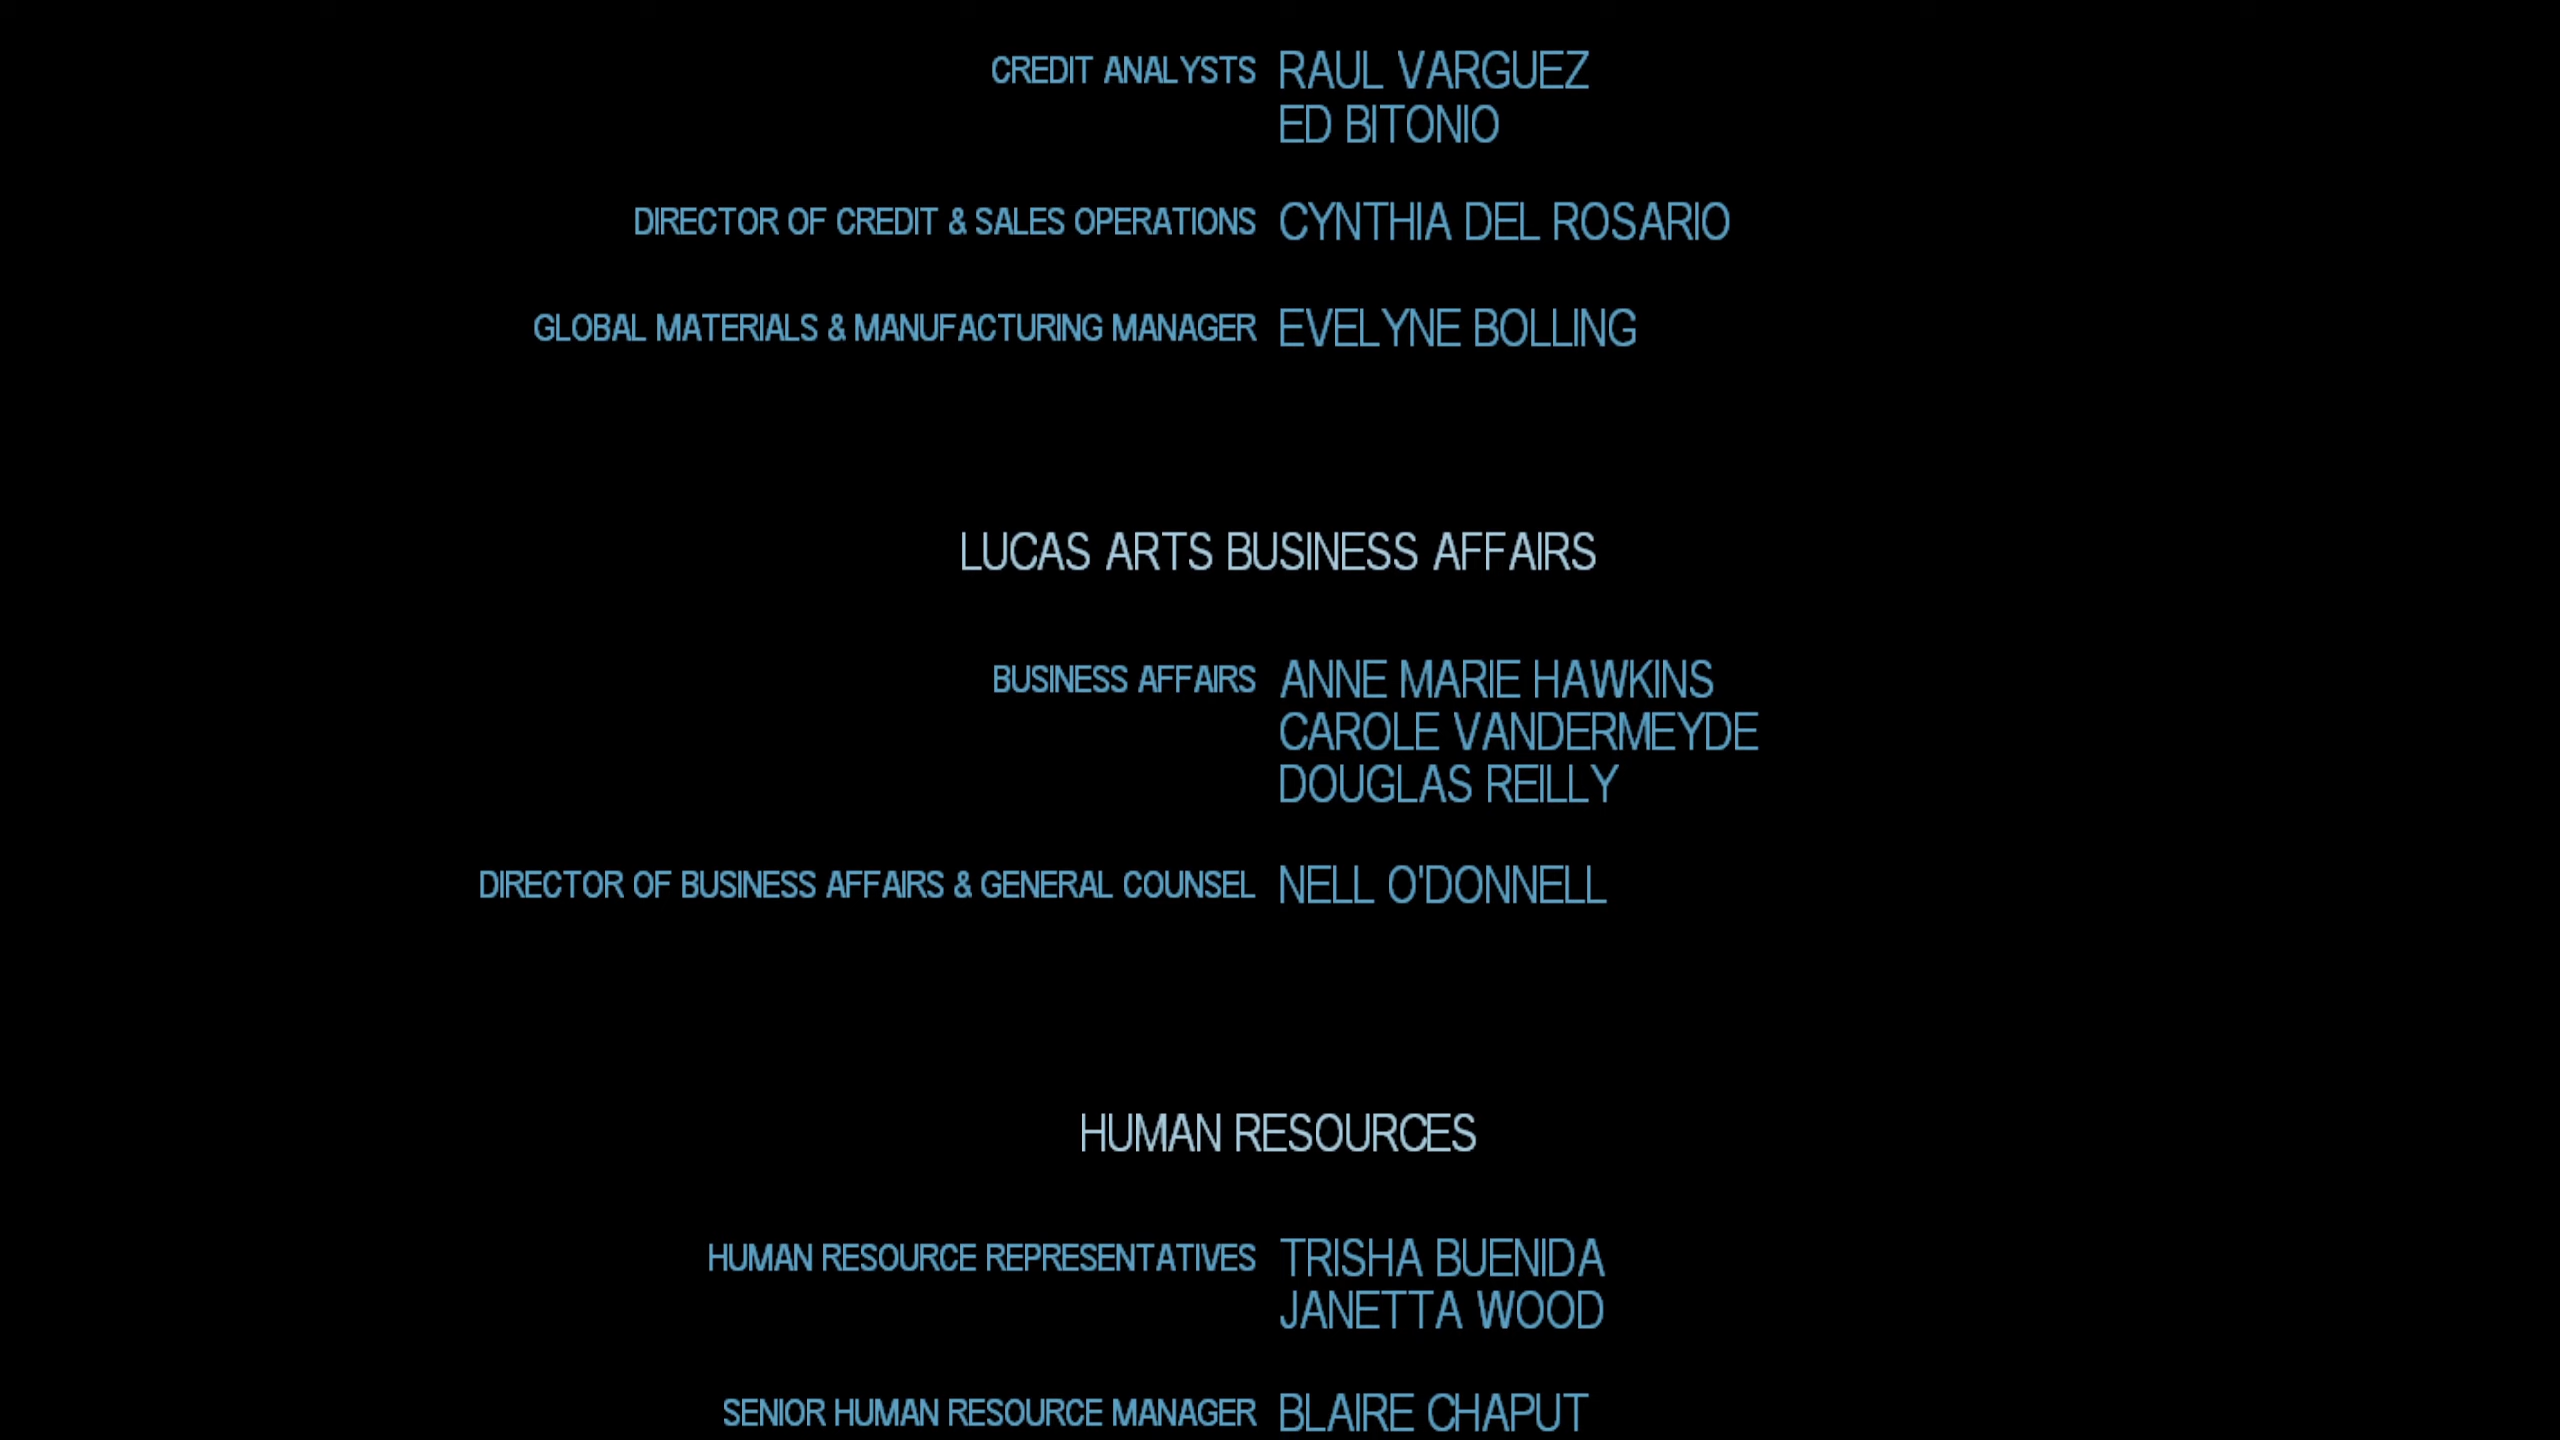 CREDIT ANALYSTS RAUL VARGUEZ
ED BITONIO
DIRECTOR OF CREDIT & SALES OPERATIONS CYNTHIA DEL ROSARIO
GLOBAL MATERIALS & MANUFACTURING MANAGER EVELYNE BOLLING
LUCAS ARTS BUSINESS AFFAIRS
BUSINESS AFFAIRS ANNE MARIE HAWKINS
CAROLE VANDERMEYDE
DOUGLAS REILLY
DIRECTOR OF BUSINESS AFFAIRS & GENERAL COUNSEL NELL O'DONNELL
HUMAN RESOURCES
HUMAN RESOURCE REPRESENTATIVES TRISHA BUENIDA
JANETTA WOOD
SENIOR HUMAN RESOURCE MANAGER BLAIRE CHAPUT